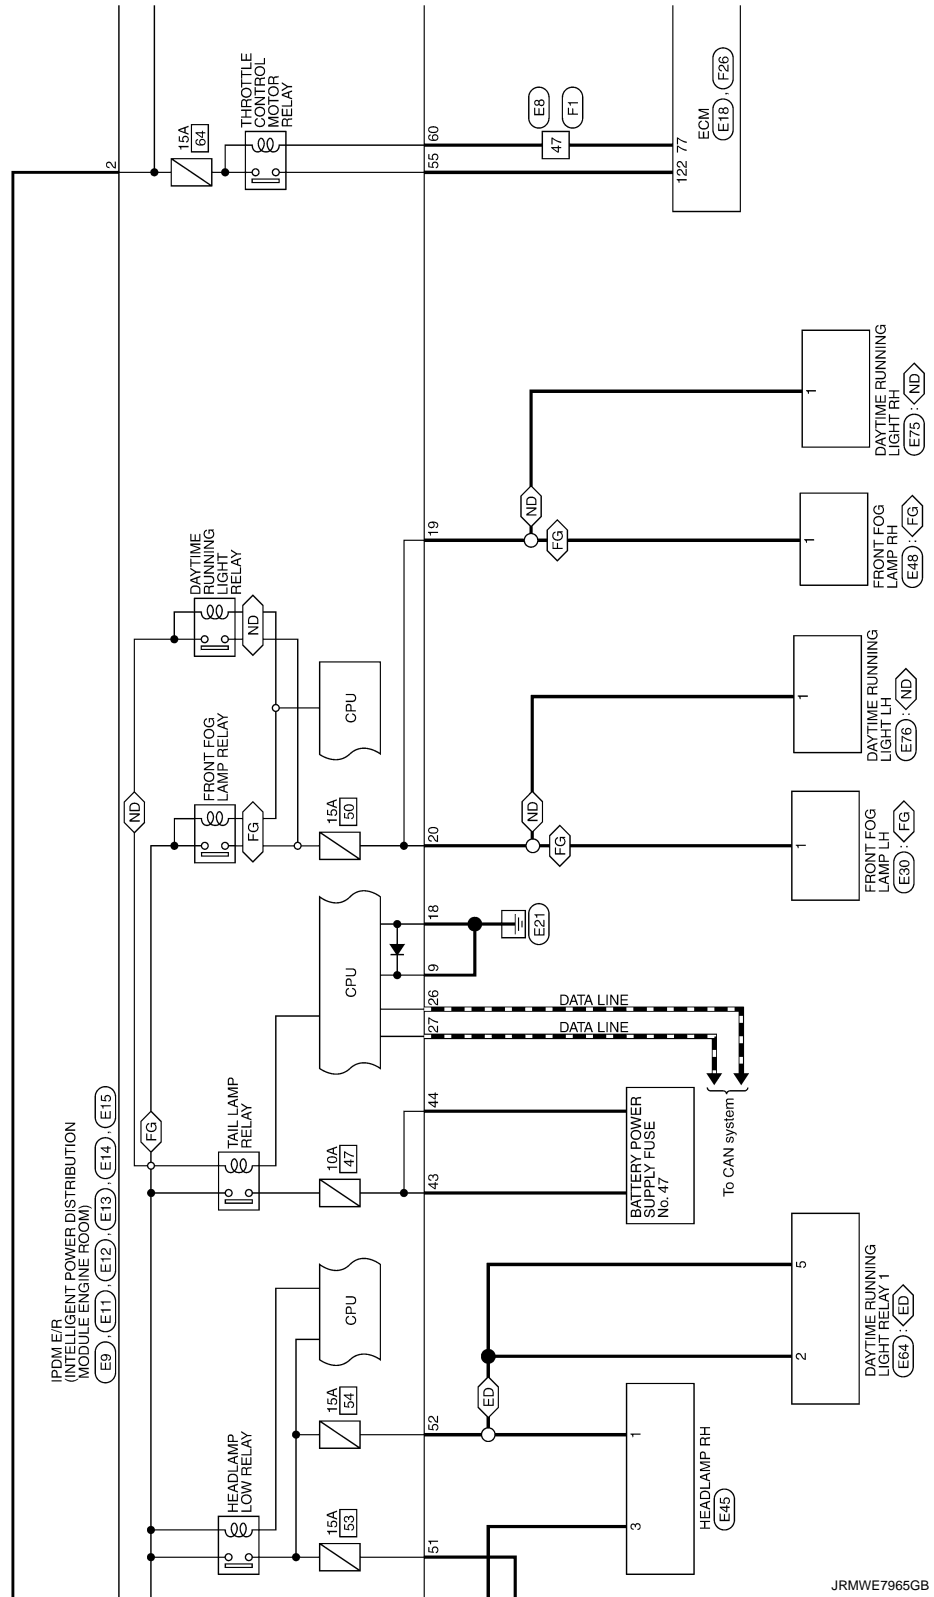 2
15A
64
THROTTLE
CONTROL
MOTOR
RELAY
60
55
E8
F1
47
77
122
ECM
E18 , F26
DAYTIME
RUNNING
LIGHT
RELAY
ND
19
ND
FG
1
DAYTIME RUNNING
LIGHT RH
E75 : ND
1
FRONT FOG
LAMP RH
E48 : FG
ND
FRONT FOG
LAMP RELAY
FG
CPU
15A
50
20
ND
FG
1
DAYTIME RUNNING
LIGHT LH
E76 : ND
1
FRONT FOG
LAMP LH
E30 : FG
CPU
18
9
26
27
E21
DATA LINE
DATA LINE
To CAN system
IPDM E/R
(INTELLIGENT POWER DISTRIBUTION
MODULE ENGINE ROOM)
E9 , E11 , E12 , E13 , E14 , E15
FG
TAIL LAMP
RELAY
10A
47
44
43
BATTERY POWER
SUPPLY FUSE
No. 47
HEADLAMP
LOW RELAY
CPU
15A
54
15A
53
52
51
ED
1
3
HEADLAMP RH
E45
5
2
DAYTIME RUNNING
LIGHT RELAY 1
E64 : ED
JRMWE7965GB